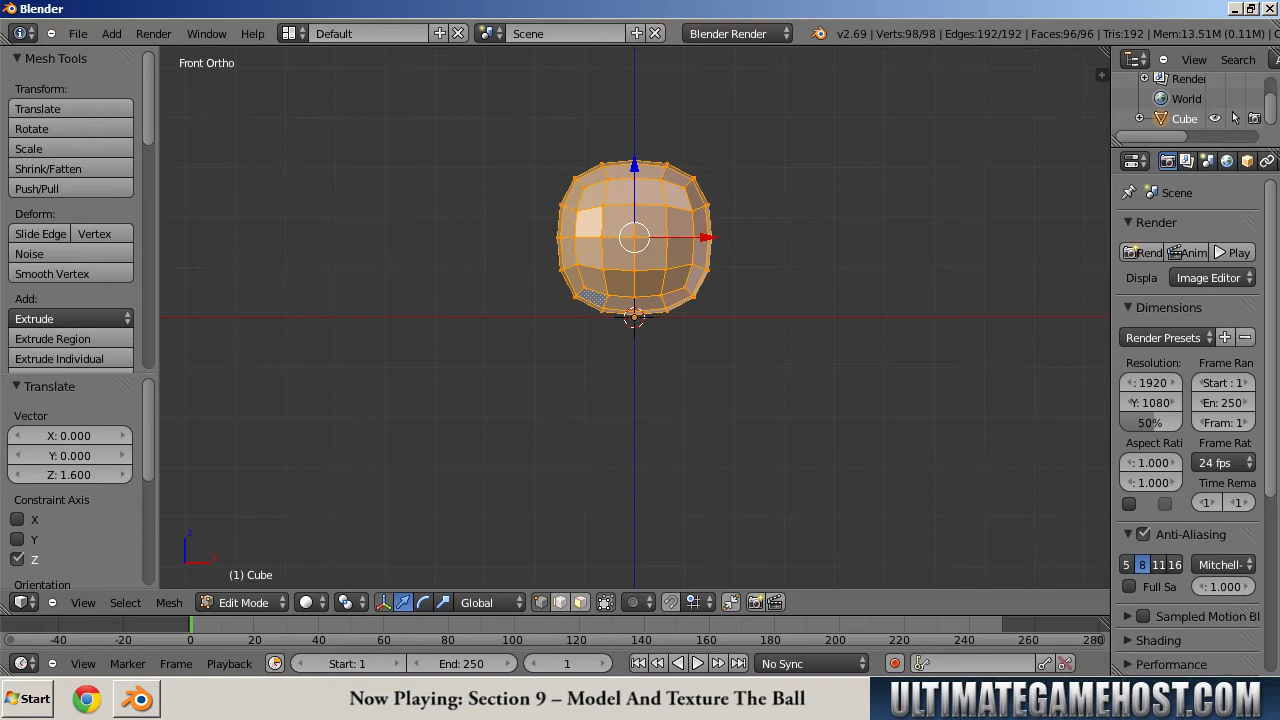 Blender
File Add Render Window Help Default Scene Blender Render v2.69 | Verts:98/98 | Edges:192/192 | Faces:96/96 | Tris:192 | Mem:13.51M (0.11M) | C
Mesh Tools
Transform:
Translate
Rotate
Scale
Shrink/Fatten
Push/Pull
Deform:
Slide Edge Vertex
Noise
Smooth Vertex
Add:
Extrude
Extrude Region
Extrude Individual
Translate
Vector
X: 0.000
Y: 0.000
Z: 1.600
Constraint Axis
X
Y
Z
Orientation
Front Ortho
z
x
(1) Cube
View Search
Render
World
Cube
Scene
Render
Rend Anim Play
Displa Image Editor
Dimensions
Render Presets
Resolution: Frame Ran
: 1920 Start : 1
Y: 1080 En: 250
50% Fram: 1
Aspect Rati Frame Rat
: 1.000 24 fps
: 1.000 Time Rema
: 1 : 1
Anti-Aliasing
5 8 11 16 Mitchell-
Full Sa : 1.000
Sampled Motion Bl
Shading
Performance
View Select Mesh Edit Mode Global
-40 -20 0 20 40 60 80 100 120 140 160 180 200 220 240 260 280
View Marker Frame Playback Start: 1 End: 250 1 No Sync
Start
Now Playing: Section 9 – Model And Texture The Ball
ULTIMATEGAMEHOST.COM